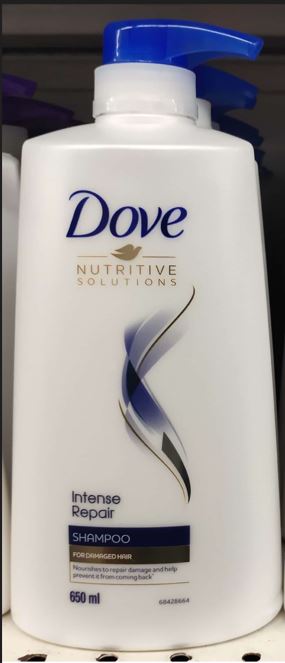 Dove
NUTRITIVE
SOLUTIONS
Intense
Repair
SHAMPOO
FOR DAMAGED HAIR
Nourishes to repair damage and help
prevent it from coming back*
650 ml
68428664